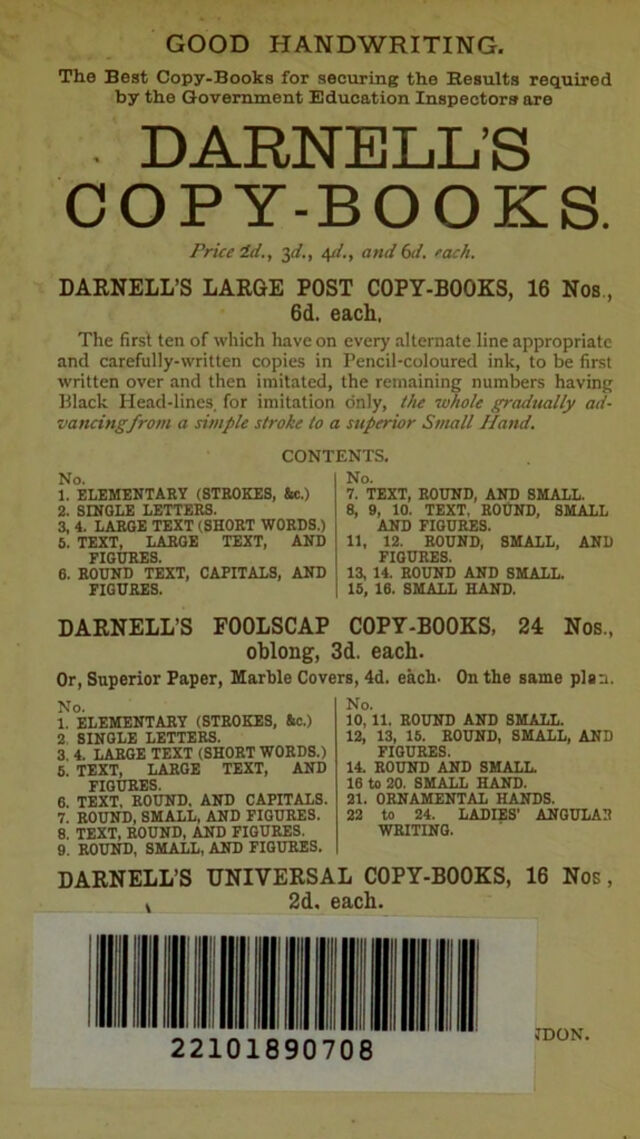 GOOD HANDWRITING.
The Best Copy-Books for securing the Results required
by the Government Education Inspectors are
DARNELL'S
COPY-BOOKS.
Price 2d., 3d., 4d., and 6d. each.
DARNELL'S LARGE POST COPY-BOOKS, 16 Nos.,
6d. each.
The first ten of which have on every alternate line appropriate
and carefully-written copies in Pencil-coloured ink, to be first
written over and then imitated, the remaining numbers having
Black Head-lines for imitation only, the whole gradually ad-
vancing from a simple stroke to a superior Small Hand.
CONTENTS.
No.
1. ELEMENTARY (STROKES, &c.)
2. SINGLE LETTERS.
3, 4. LARGE TEXT (SHORT WORDS.)
5. TEXT, LARGE TEXT, AND
FIGURES.
6. ROUND TEXT, CAPITALS, AND
FIGURES.
No.
7. TEXT, ROUND, AND SMALL.
8, 9, 10. TEXT, ROUND, SMALL
AND FIGURES.
11, 12. ROUND, SMALL, AND
FIGURES.
13, 14. ROUND AND SMALL.
15, 16. SMALL HAND.
DARNELL'S FOOLSCAP COPY-BOOKS, 24 Nos.,
oblong, 3d. each.
Or, Superior Paper, Marble Covers, 4d. each. On the same plan.
No.
1. ELEMENTARY (STROKES, &c.)
2. SINGLE LETTERS.
3, 4. LARGE TEXT (SHORT WORDS.)
5. TEXT, LARGE TEXT, AND
FIGURES.
6. TEXT, ROUND, AND CAPITALS.
7. ROUND, SMALL, AND FIGURES.
8. TEXT, ROUND, AND FIGURES.
9. ROUND, SMALL, AND FIGURES.
No.
10, 11. ROUND AND SMALL.
12, 13, 15. ROUND, SMALL, AND
FIGURES.
14. ROUND AND SMALL.
16 to 20. SMALL HAND.
21. ORNAMENTAL HANDS.
22 to 24. LADIES' ANGULAR
WRITING.
DARNELL'S UNIVERSAL COPY-BOOKS, 16 Nos,
2d. each.
22101890708
NDON.